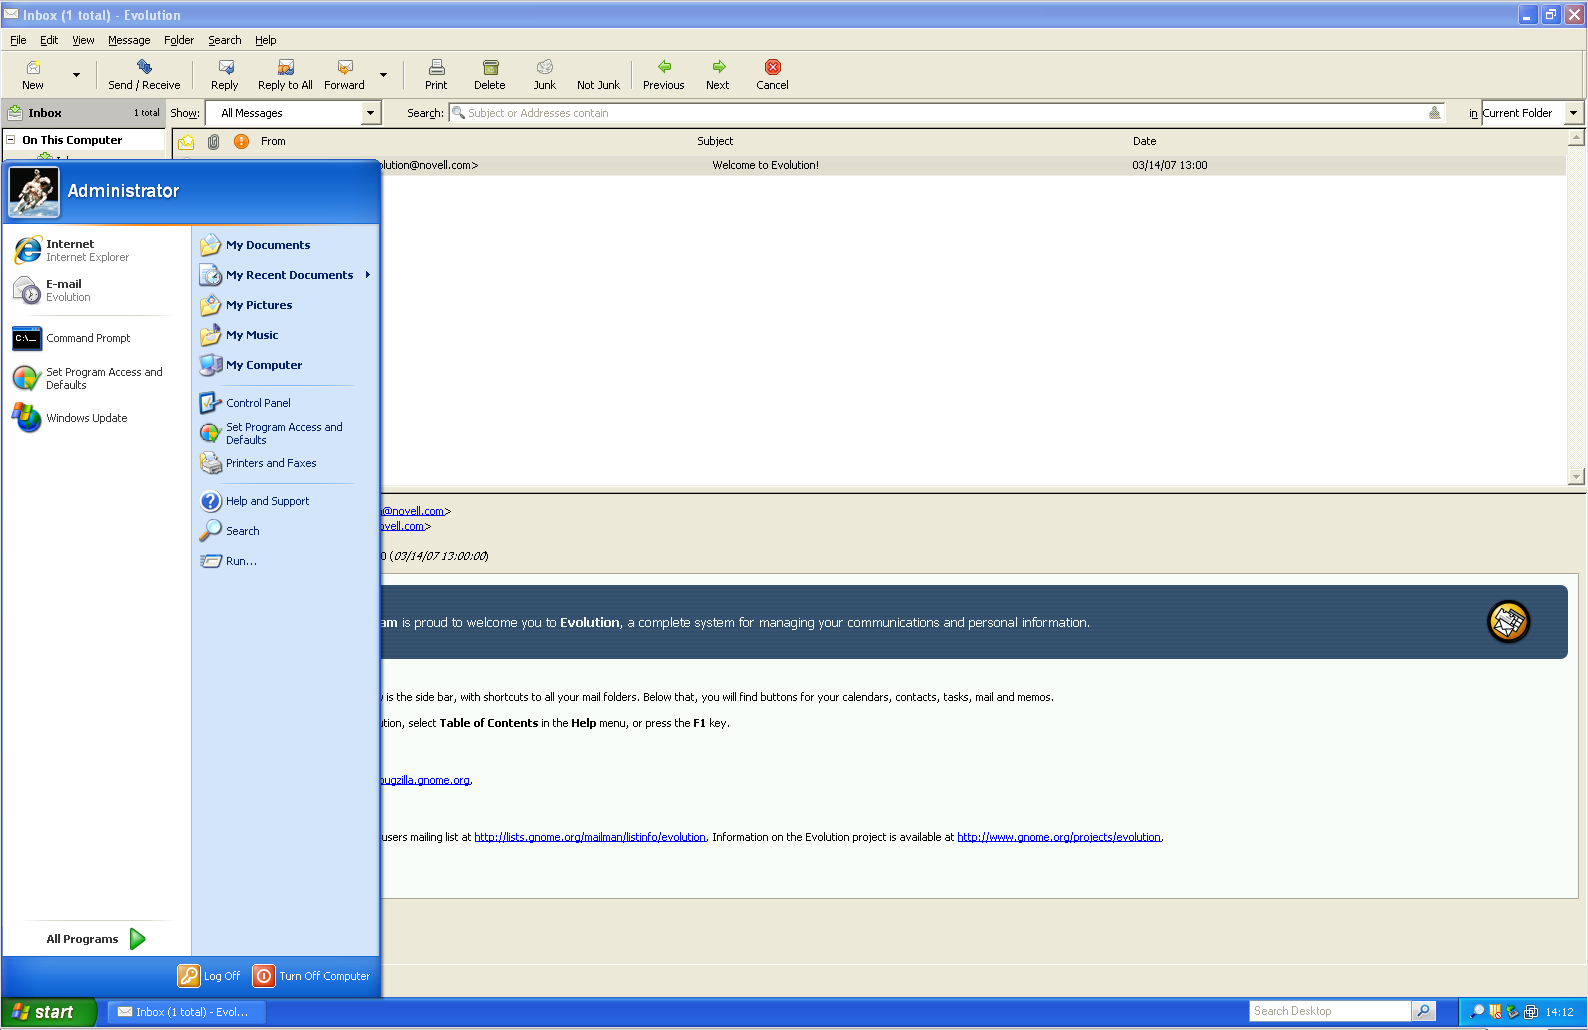 Inbox (1 total) - Evolution
File Edit View Message Folder Search Help
New Send / Receive Reply Reply to All Forward Print Delete Junk Not Junk Previous Next Cancel
Inbox 1 total Show: All Messages Search: Subject or Addresses contain in Current Folder
On This Computer
From Subject Date
olution@novell.com> Welcome to Evolution! 03/14/07 13:00
Administrator
Internet
Internet Explorer
E-mail
Evolution
Command Prompt
Set Program Access and
Defaults
Windows Update
All Programs
My Documents
My Recent Documents
My Pictures
My Music
My Computer
Control Panel
Set Program Access and
Defaults
Printers and Faxes
Help and Support
Search
Run...
Log Off Turn Off Computer
@novell.com>
ovell.com>
0 (03/14/07 13:00:00)
am is proud to welcome you to Evolution, a complete system for managing your communications and personal information.
is the side bar, with shortcuts to all your mail folders. Below that, you will find buttons for your calendars, contacts, tasks, mail and memos.
ution, select Table of Contents in the Help menu, or press the F1 key.
bugzilla.gnome.org.
users mailing list at http://lists.gnome.org/mailman/listinfo/evolution. Information on the Evolution project is available at http://www.gnome.org/projects/evolution.
start Inbox (1 total) - Evol... Search Desktop 14:12